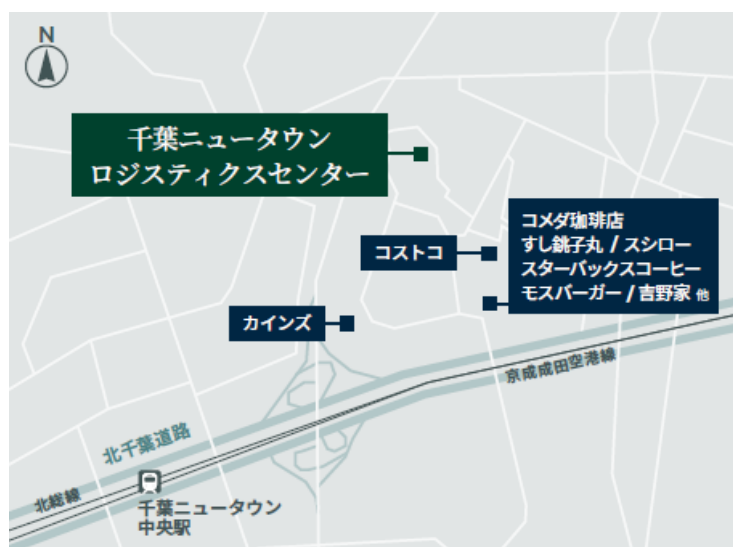 N
千葉ニュータウン
ロジスティクスセンター
コメダ珈琲店
すし銚子丸 / スシロー
スターバックスコーヒー
モスバーガー / 吉野家 他
コストコ
カインズ
京成成田空港線
北千葉道路
北総線
千葉ニュータウン
中央駅